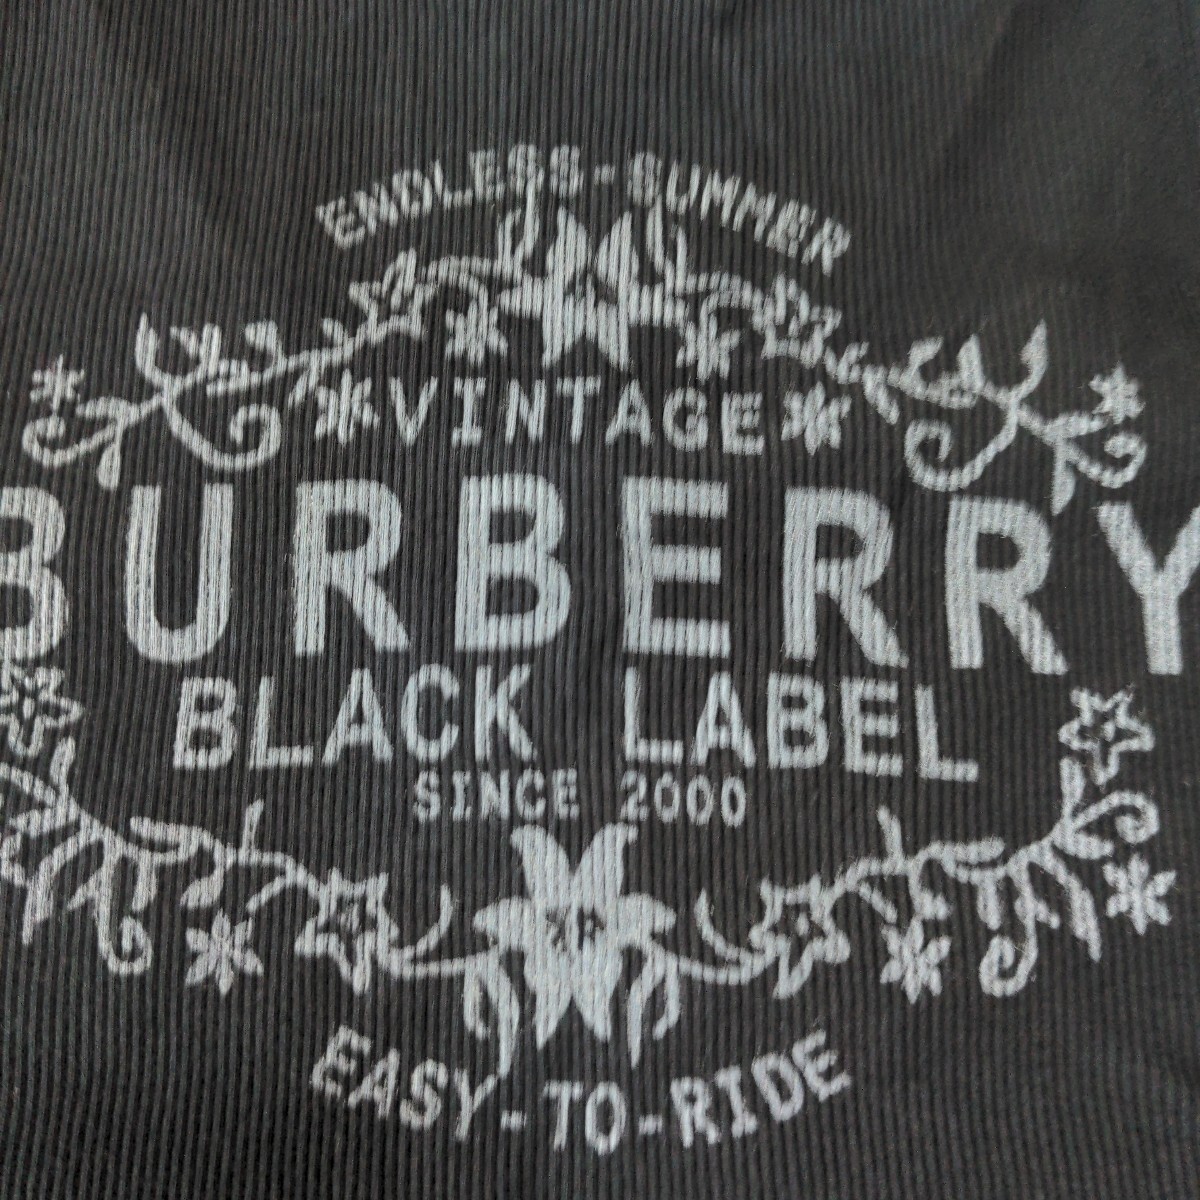 ENDLESS-SUMMER
VINTAGE
BURBERRY
BLACK LABEL
SINCE 2000
EASY-TO-RIDE